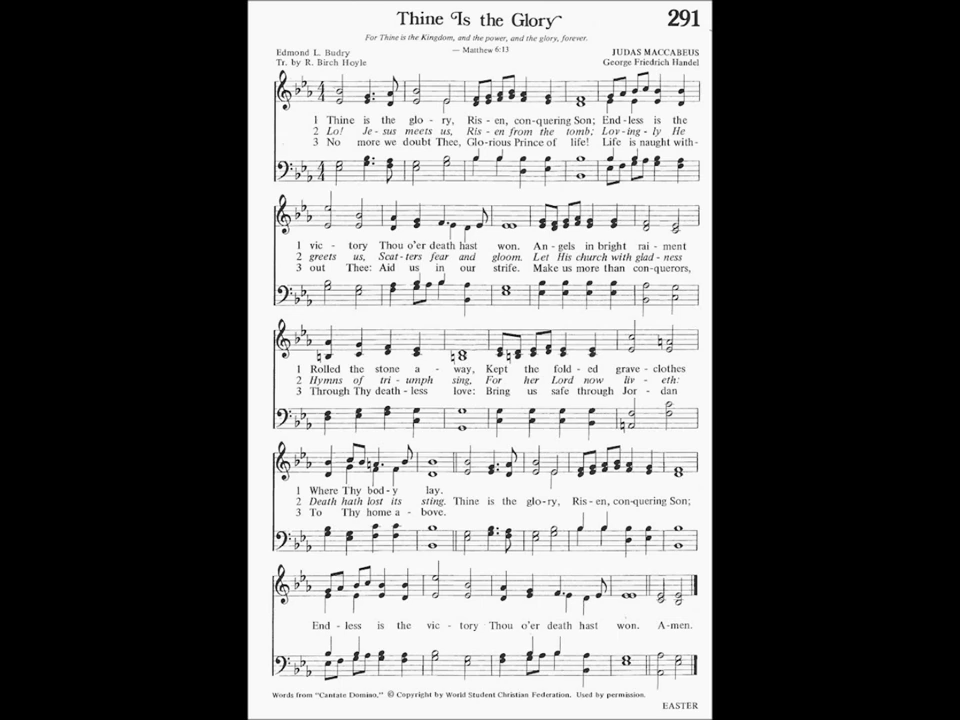 Thine Is the Glory 291
For Thine is the Kingdom, and the power, and the glory, forever.
— Matthew 6:13
Edmond L. Budry JUDAS MACCABEUS
Tr. by R. Birch Hoyle George Friedrich Handel
1 Thine is the glo - ry, Ris - en, con-quering Son; End - less is the
2 Lo! Je - sus meets us, Ris - en from the tomb; Lov - ing - ly He
3 No more we doubt Thee, Glo-rious Prince of life! Life is naught with-
1 vic - tory Thou o'er death hast won. An - gels in bright rai - ment
2 greets us, Scat - ters fear and gloom. Let His church with glad - ness
3 out Thee: Aid us in our strife. Make us more than con-querors,
1 Rolled the stone a - way, Kept the fold - ed grave - clothes
2 Hymns of tri - umph sing, For her Lord now liv - eth:
3 Through Thy death - less love: Bring us safe through Jor - dan
1 Where Thy bod - y lay.
2 Death hath lost its sting. Thine is the glo-ry, Ris - en, con-quering Son;
3 To Thy home a - bove.
End - less is the vic - tory Thou o'er death hast won. A-men.
Words from "Cantate Domino," © Copyright by World Student Christian Federation. Used by permission.
EASTER